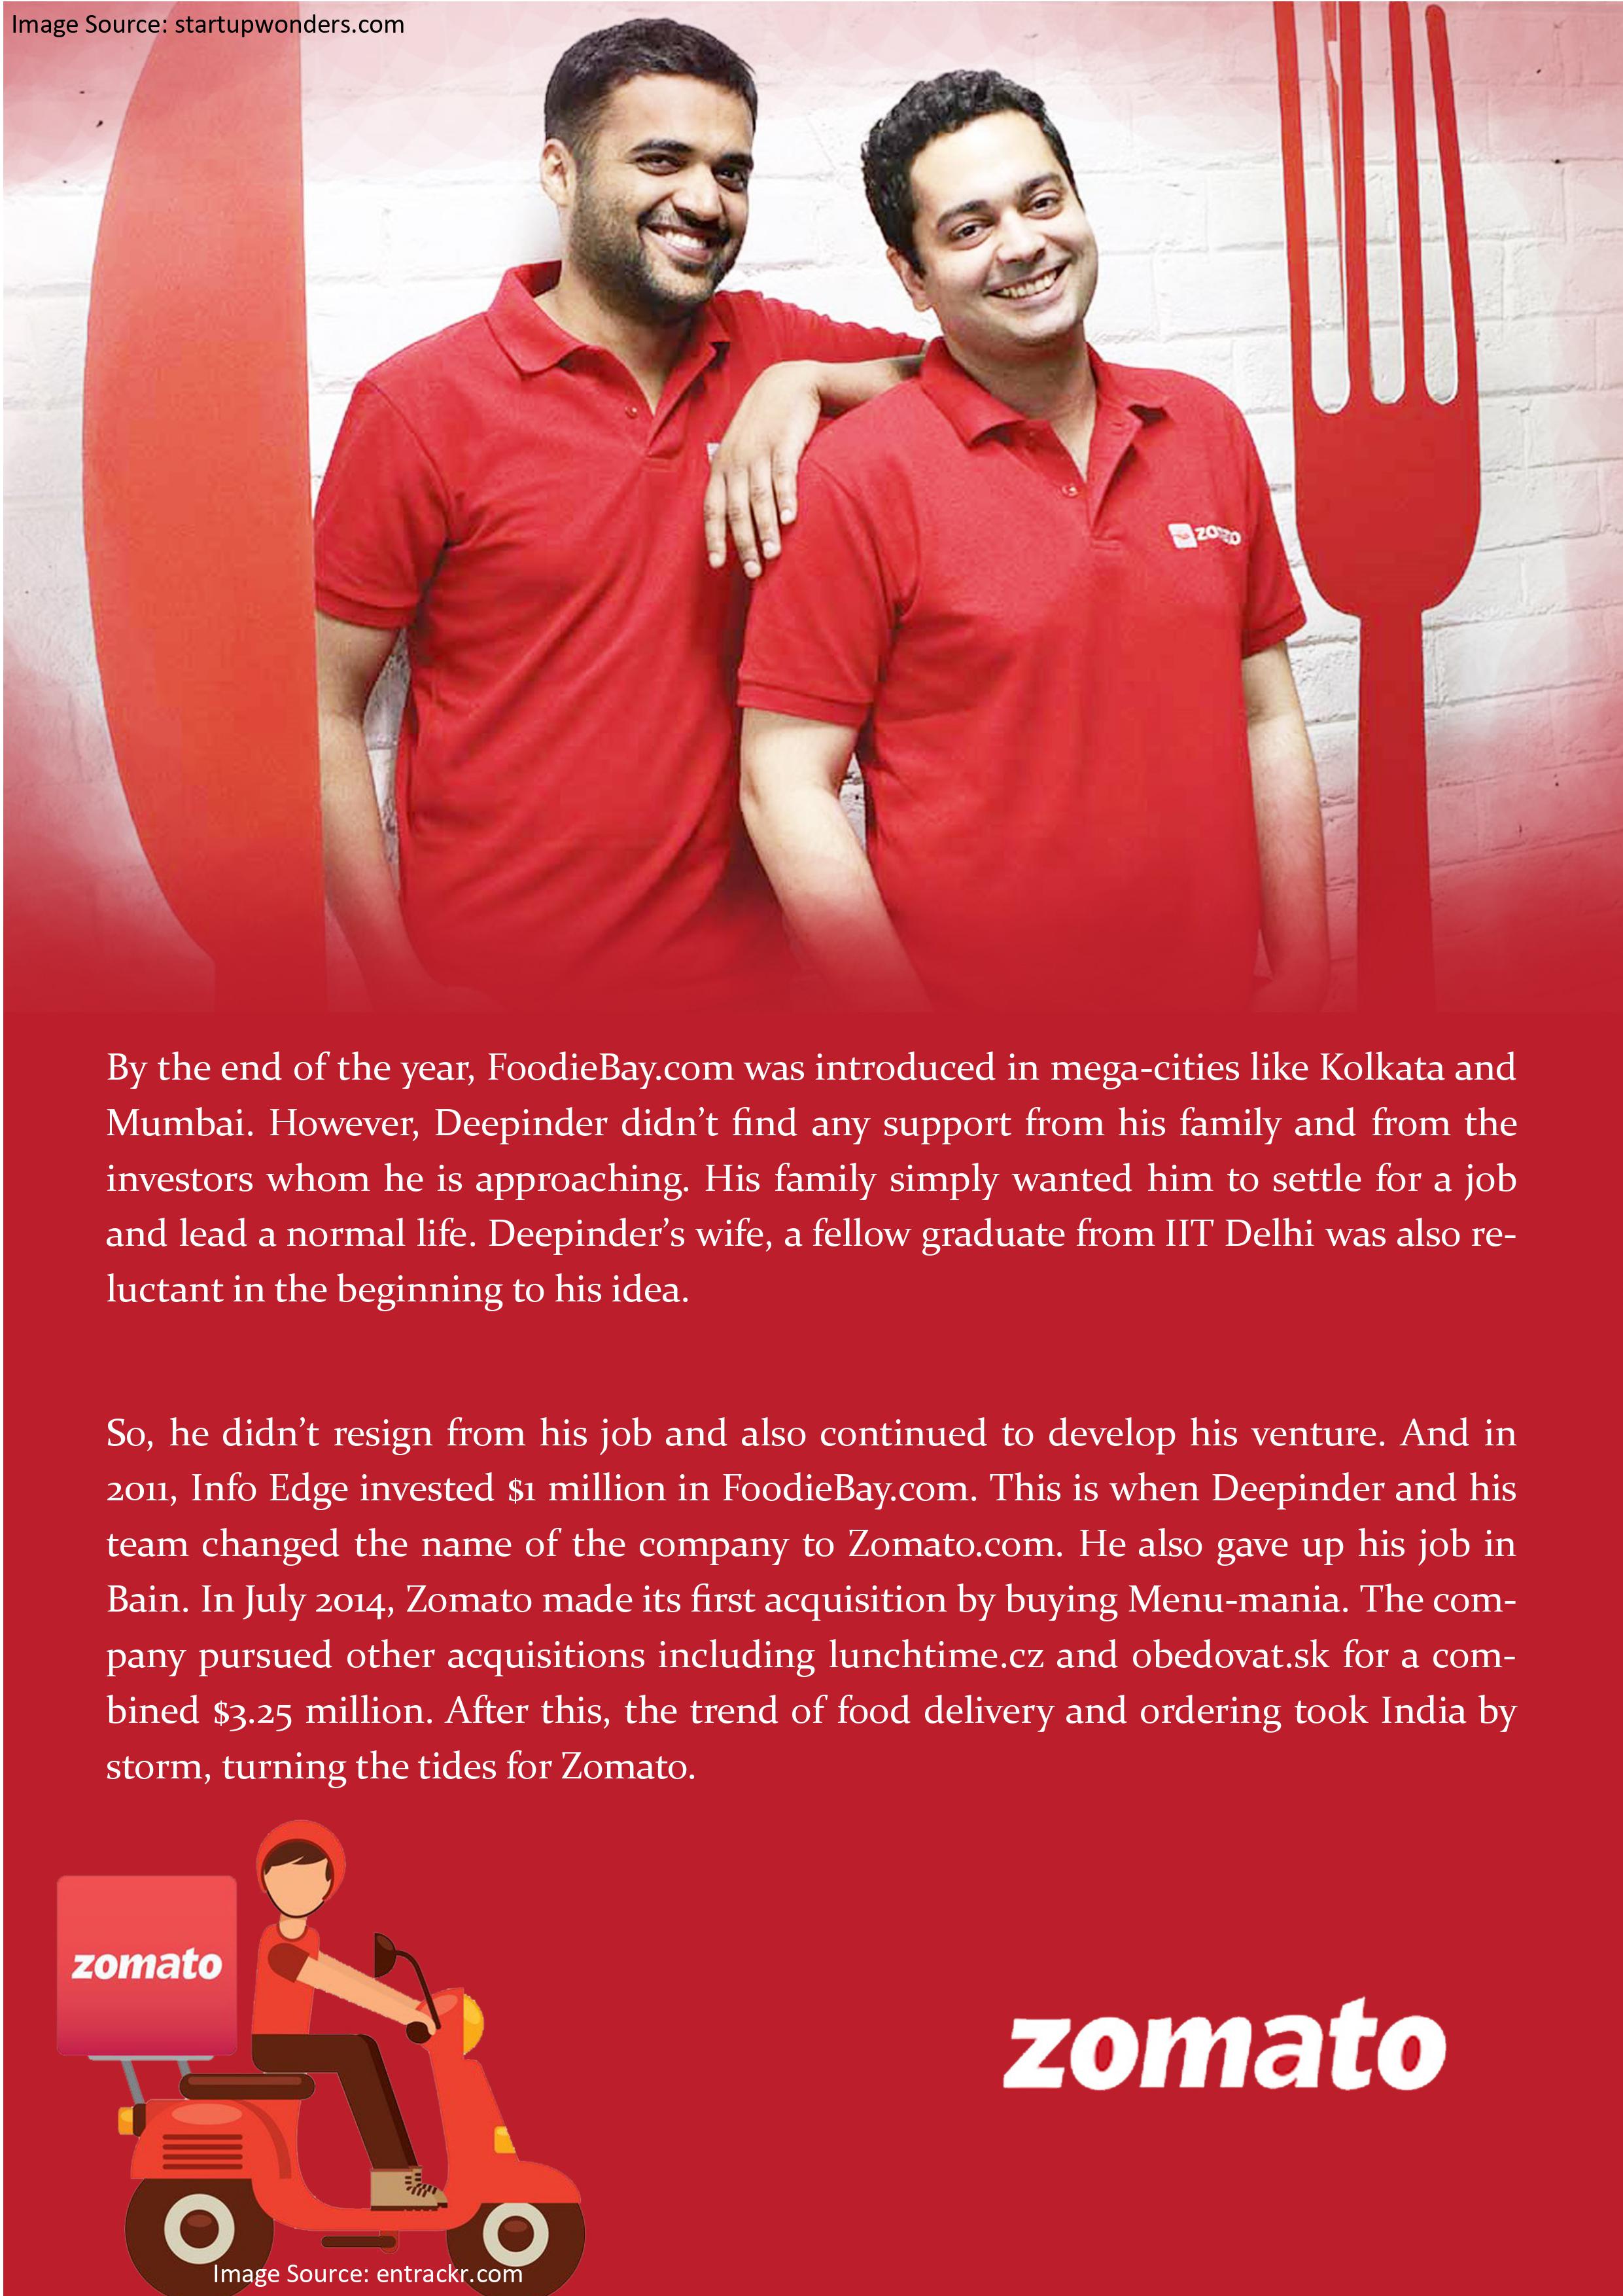 Image Source: startupwonders.com
zomato
By the end of the year, FoodieBay.com was introduced in mega-cities like Kolkata and
Mumbai. However, Deepinder didn’t find any support from his family and from the
investors whom he is approaching. His family simply wanted him to settle for a job
and lead a normal life. Deepinder’s wife, a fellow graduate from IIT Delhi was also re-
luctant in the beginning to his idea.
So, he didn’t resign from his job and also continued to develop his venture. And in
2011, Info Edge invested $1 million in FoodieBay.com. This is when Deepinder and his
team changed the name of the company to Zomato.com. He also gave up his job in
Bain. In July 2014, Zomato made its first acquisition by buying Menu-mania. The com-
pany pursued other acquisitions including lunchtime.cz and obedovat.sk for a com-
bined $3.25 million. After this, the trend of food delivery and ordering took India by
storm, turning the tides for Zomato.
zomato
zomato
Image Source: entrackr.com